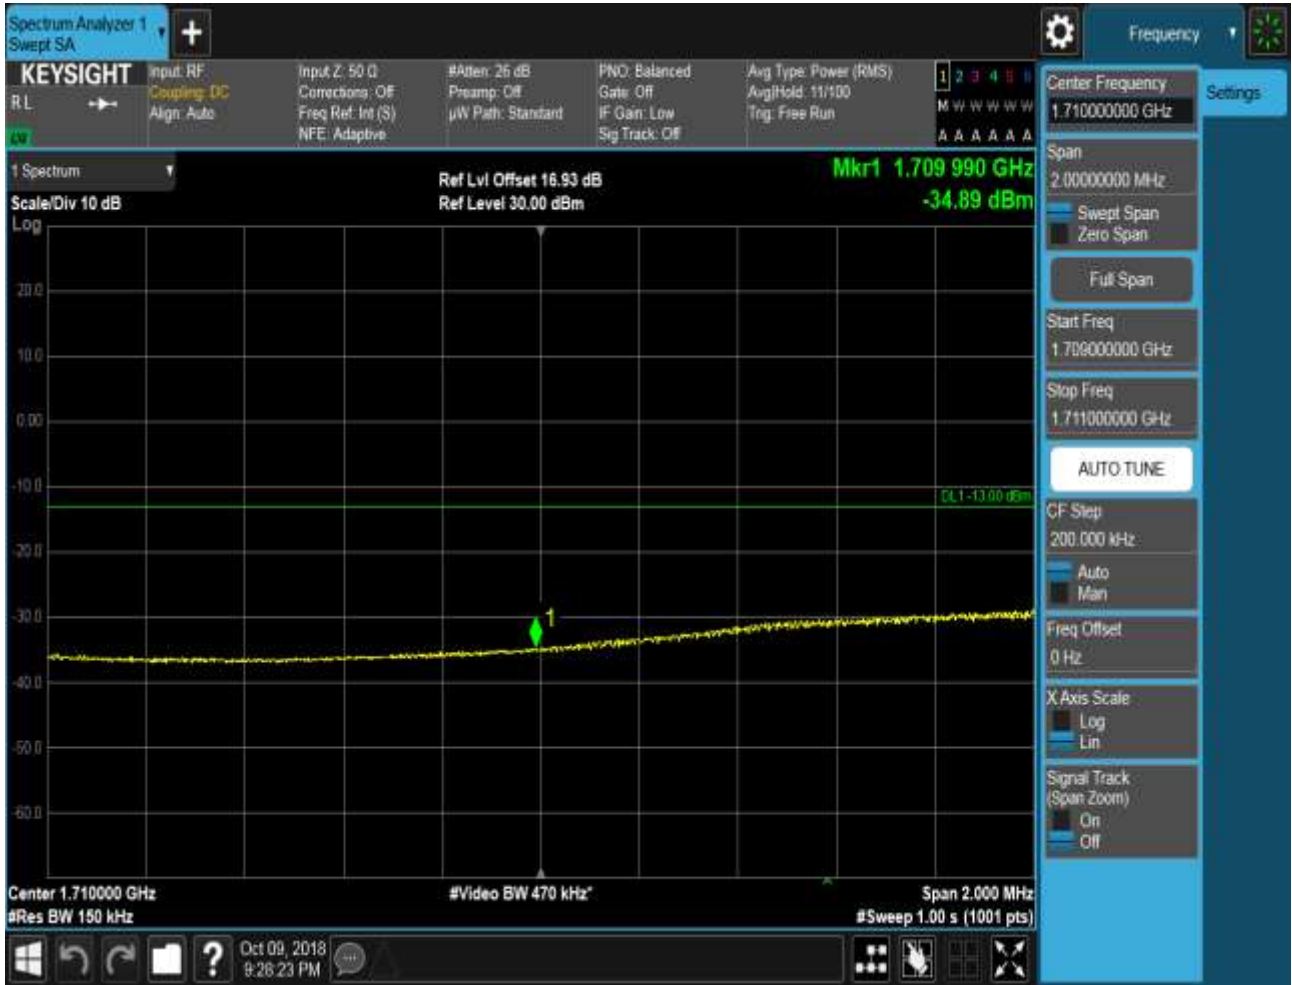 Spectrum Analyzer 1
Swept SA
Frequency
KEYSIGHT
R L
LW
Input: RF
Coupling: DC
Align: Auto
Input Z: 50 Ω
Corrections: Off
Freq Ref: Int (S)
NFE: Adaptive
#Atten: 26 dB
Preamp: Off
µW Path: Standard
PNO: Balanced
Gate: Off
IF Gain: Low
Sig Track: Off
Avg Type: Power (RMS)
Avg|Hold: 11/100
Trig: Free Run
1 2 3 4 5 6
M W W W W W
A A A A A A
1 Spectrum
Scale/Div 10 dB
Log
Ref Lvl Offset 16.93 dB
Ref Level 30.00 dBm
Mkr1 1.709 990 GHz
-34.89 dBm
20.0
10.0
0.00
-10.0
-20.0
-30.0
-40.0
-50.0
-60.0
DL1 -13.00 dBm
1
Center 1.710000 GHz
#Res BW 150 kHz
#Video BW 470 kHz*
Span 2.000 MHz
#Sweep 1.00 s (1001 pts)
Center Frequency
1.710000000 GHz
Settings
Span
2.00000000 MHz
Swept Span
Zero Span
Full Span
Start Freq
1.709000000 GHz
Stop Freq
1.711000000 GHz
AUTO TUNE
CF Step
200.000 kHz
Auto
Man
Freq Offset
0 Hz
X Axis Scale
Log
Lin
Signal Track
(Span Zoom)
On
Off
?
Oct 09, 2018
9:28:23 PM